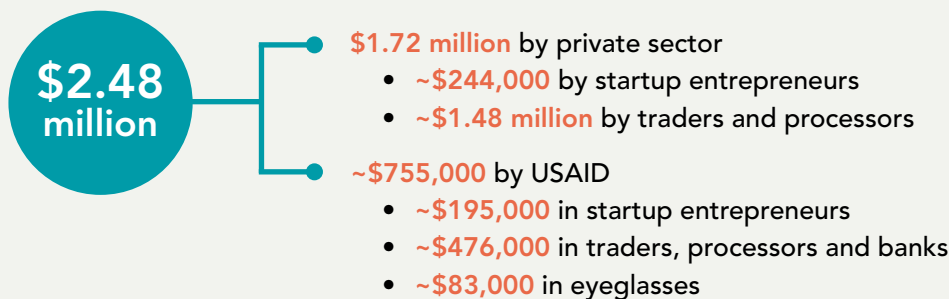 $2.48
million
$1.72 million by private sector
• ~$244,000 by startup entrepreneurs
• ~$1.48 million by traders and processors
~$755,000 by USAID
• ~$195,000 in startup entrepreneurs
• ~$476,000 in traders, processors and banks
• ~$83,000 in eyeglasses